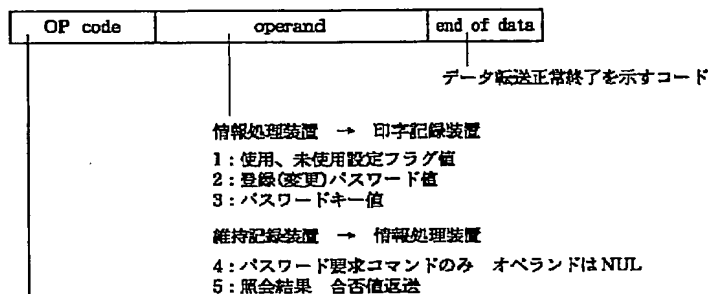 OP code operand end of data
データ転送正常終了を示すコード
情報処理装置 → 印字記録装置
1:使用、未使用設定フラグ値
2:登録(変更)パスワード値
3:パスワードキー値
維持記録装置 → 情報処理装置
4:パスワード要求コマンドのみ オペランドはNUL
5:照会結果 合否値返送